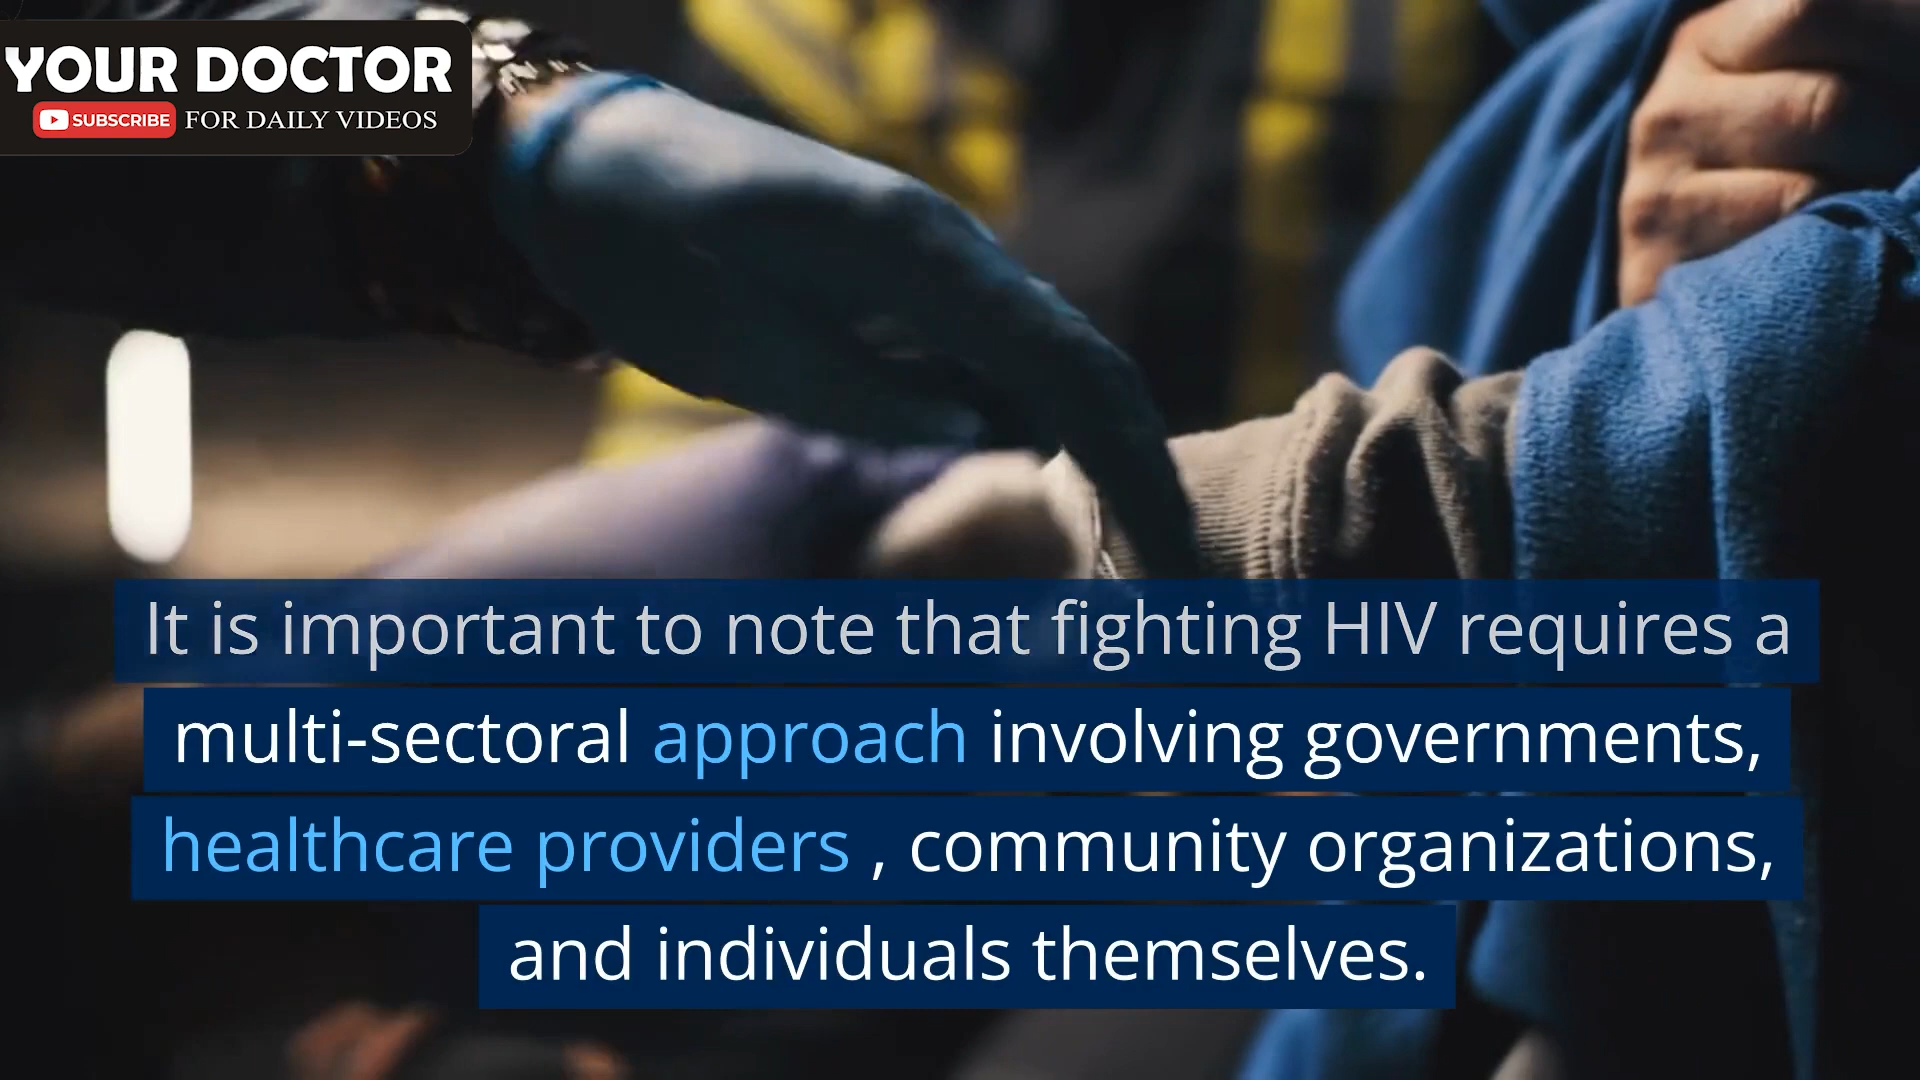 YOUR DOCTOR
SUBSCRIBE FOR DAILY VIDEOS
It is important to note that fighting HIV requires a
multi-sectoral approach involving governments,
healthcare providers , community organizations,
and individuals themselves.